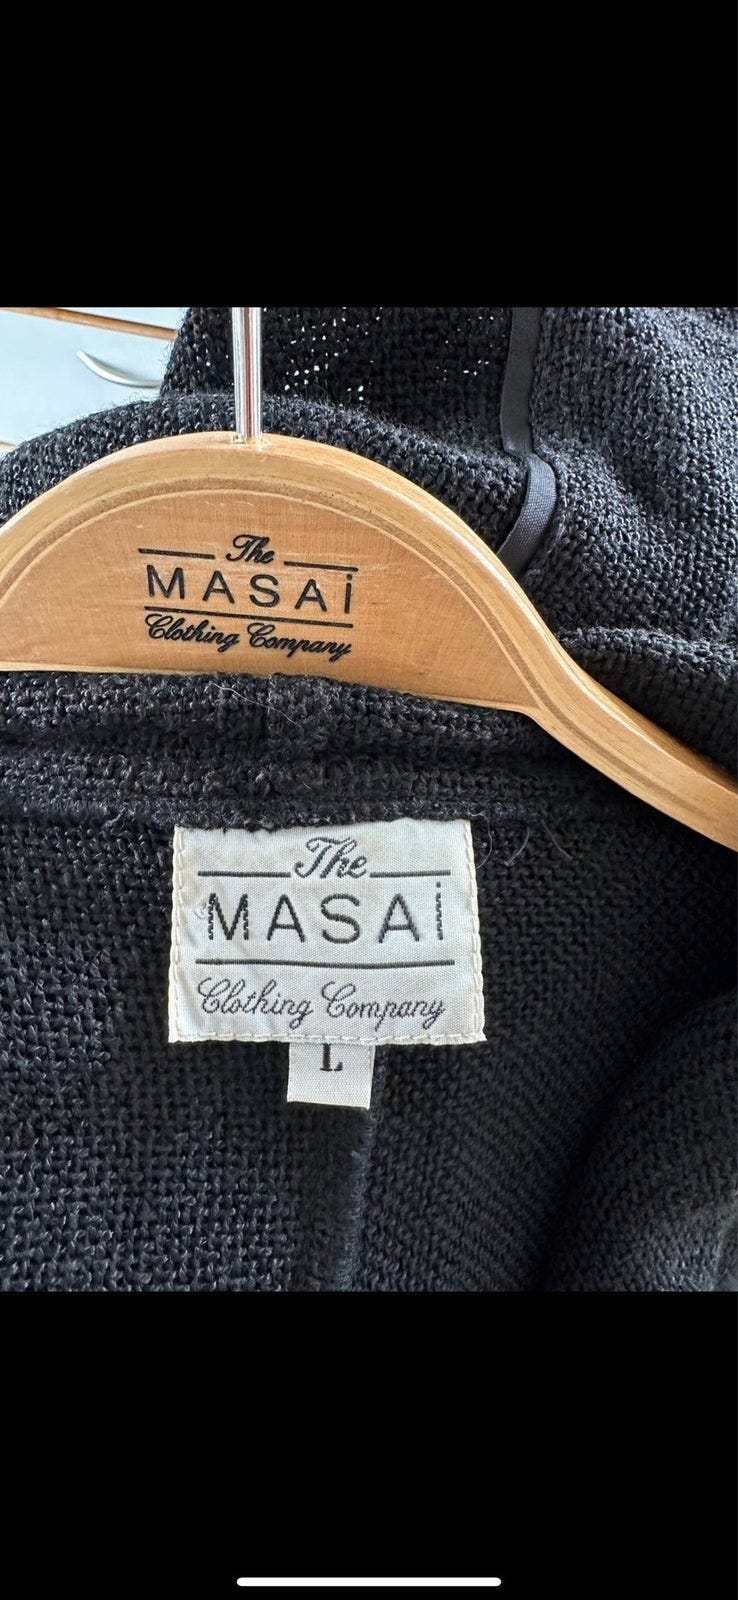 The
MASAi
Clothing Company
The
MASAi
Clothing Company
L